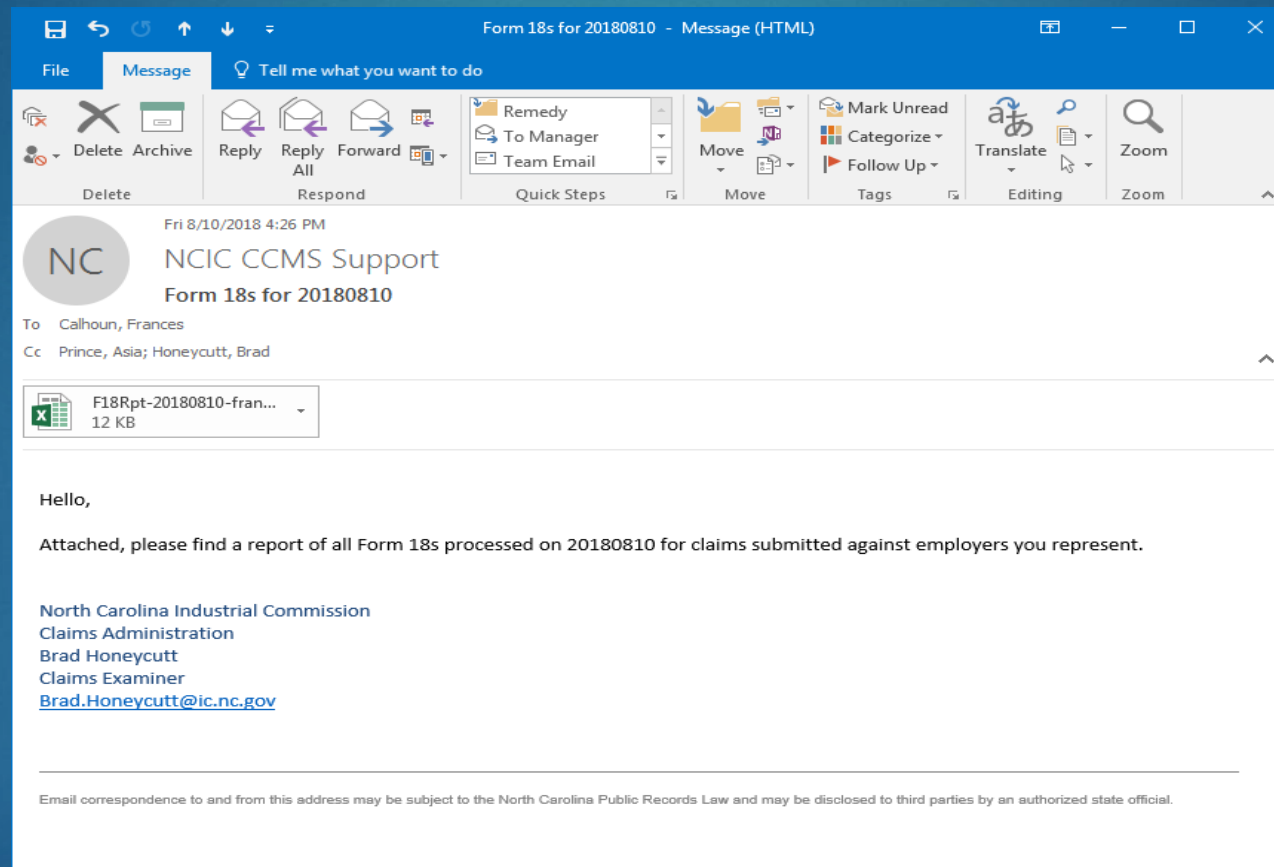 Form 18s for 20180810 - Message (HTML)
File Message Tell me what you want to do
Delete Archive Reply Reply All Forward Remedy To Manager Team Email Move Mark Unread Categorize Follow Up Translate Zoom
Delete Respond Quick Steps Move Tags Editing Zoom
Fri 8/10/2018 4:26 PM
NC
NCIC CCMS Support
Form 18s for 20180810
To Calhoun, Frances
Cc Prince, Asia; Honeycutt, Brad
F18Rpt-20180810-fran...
12 KB
Hello,
Attached, please find a report of all Form 18s processed on 20180810 for claims submitted against employers you represent.
North Carolina Industrial Commission
Claims Administration
Brad Honeycutt
Claims Examiner
Brad.Honeycutt@ic.nc.gov
Email correspondence to and from this address may be subject to the North Carolina Public Records Law and may be disclosed to third parties by an authorized state official.